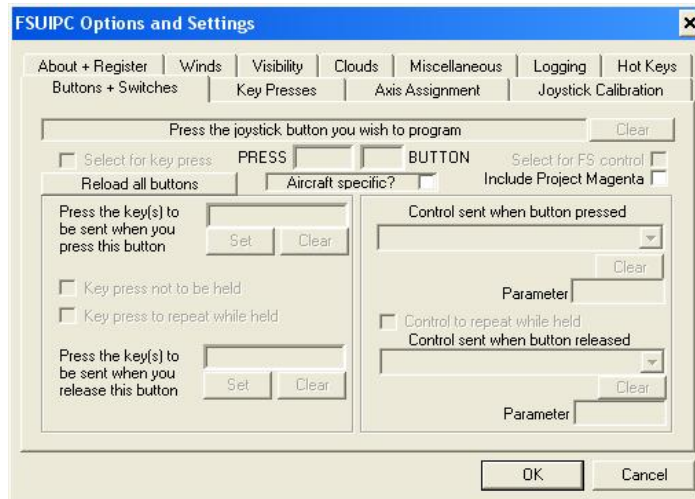 FSUIPC Options and Settings
About + Register Winds Visibility Clouds Miscellaneous Logging Hot Keys
Buttons + Switches Key Presses Axis Assignment Joystick Calibration
Press the joystick button you wish to program Clear
Select for key press PRESS BUTTON Select for FS control
Reload all buttons Aircraft specific? Include Project Magenta
Press the key(s) to
be sent when you
press this button
Set Clear
Key press not to be held
Key press to repeat while held
Press the key(s) to
be sent when you
release this button
Set Clear
Control sent when button pressed
Clear
Parameter
Control to repeat while held
Control sent when button released
Clear
Parameter
OK Cancel